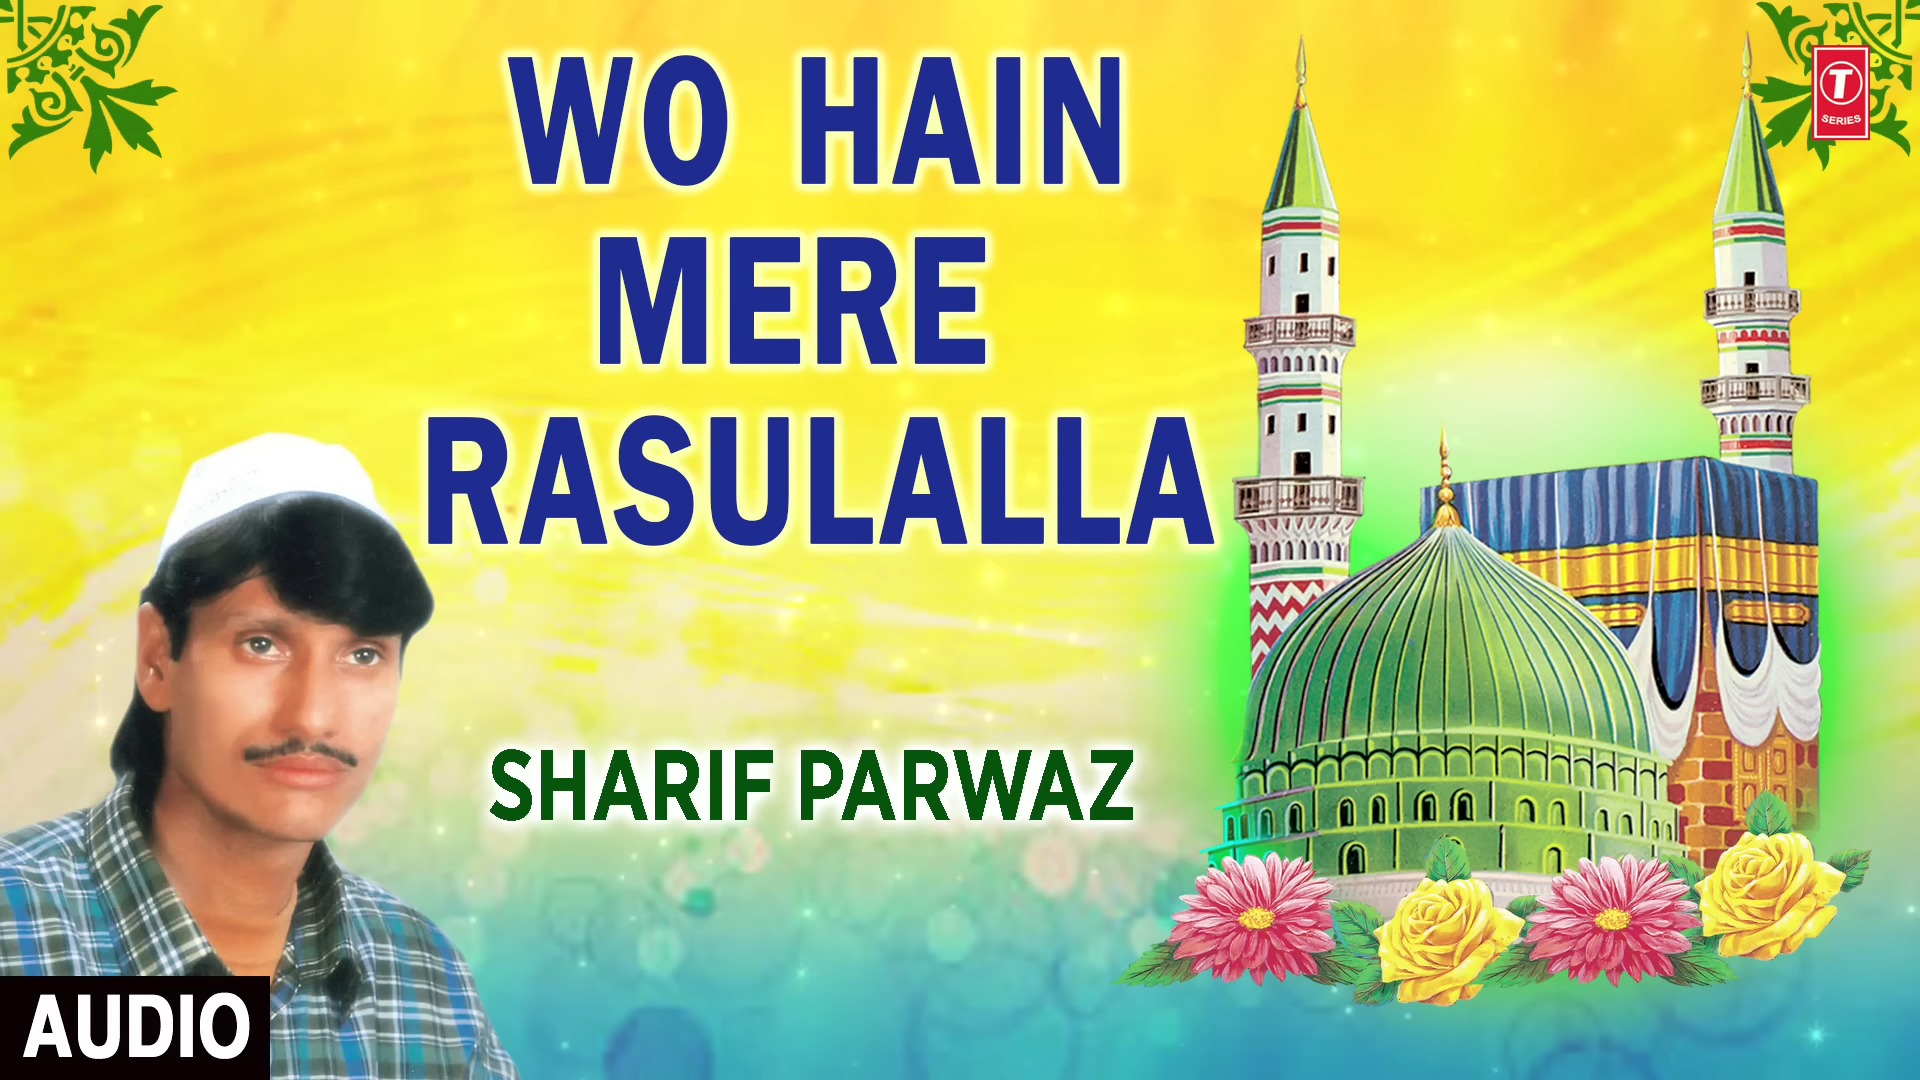 WO HAIN
MERE
RASULALLA
T
SERIES
SHARIF PARWAZ
AUDIO